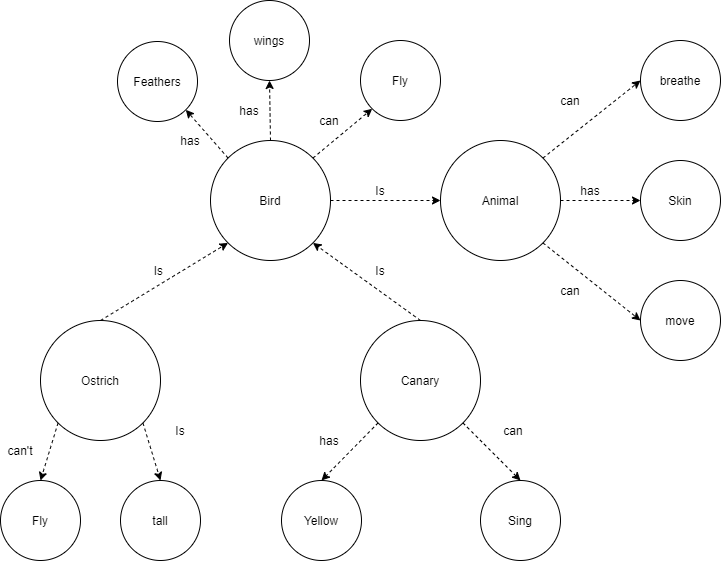 wings
Feathers
Fly
breathe
has
can
can
has
Bird
Is
Animal
has
Skin
Is
Is
can
move
Ostrich
Canary
can't
Is
has
can
Fly
tall
Yellow
Sing